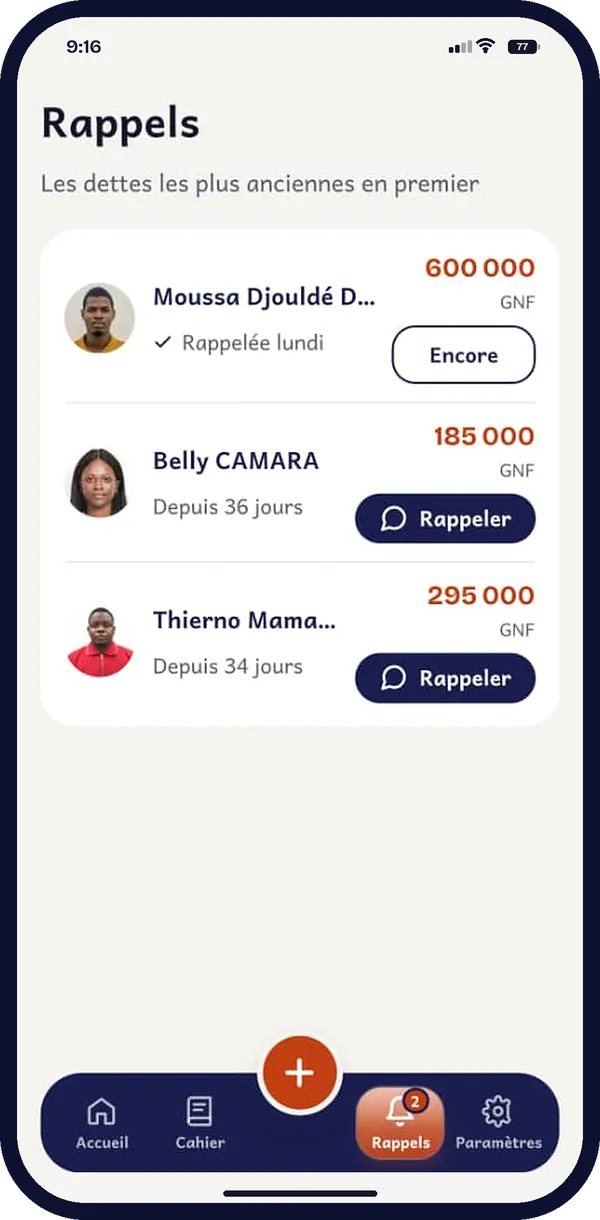 9:16
77
Rappels
Les dettes les plus anciennes en premier
600 000
Moussa Djouldé D...
GNF
Rappelée lundi
Encore
185 000
Belly CAMARA
GNF
Depuis 36 jours
Rappeler
295 000
Thierno Mama...
GNF
Depuis 34 jours
Rappeler
2
Accueil
Cahier
Rappels
Paramètres